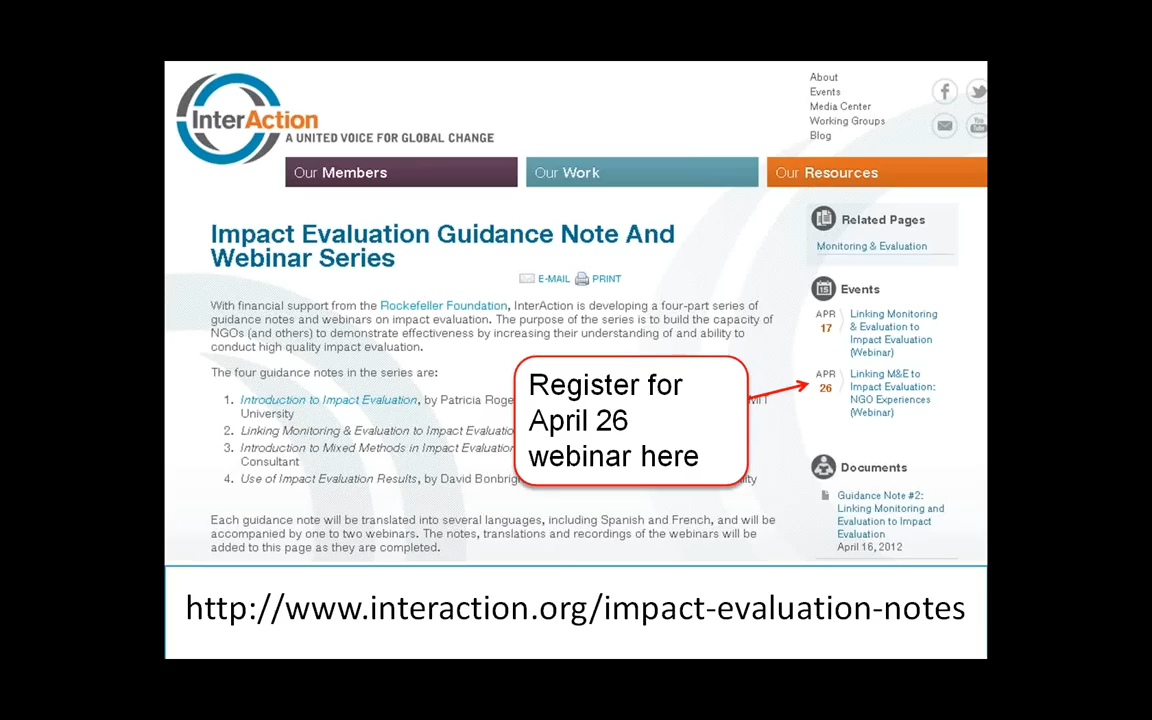 InterAction
A UNITED VOICE FOR GLOBAL CHANGE
About
Events
Media Center
Working Groups
Blog
Our Members
Our Work
Our Resources
Impact Evaluation Guidance Note And
Webinar Series
E-MAIL PRINT
With financial support from the Rockefeller Foundation, InterAction is developing a four-part series of
guidance notes and webinars on impact evaluation. The purpose of the series is to build the capacity of
NGOs (and others) to demonstrate effectiveness by increasing their understanding of and ability to
conduct high quality impact evaluation.
The four guidance notes in the series are:
1. Introduction to Impact Evaluation, by Patricia
University
2. Linking Monitoring & Evaluation to Impact
3. Introduction to Mixed Methods in Impact Evaluation
Consultant
4. Use of Impact Evaluation Results, by David
Each guidance note will be translated into several languages, including Spanish and French, and will be
accompanied by one to two webinars. The notes, translations and recordings of the webinars will be
added to this page as they are completed.
Register for
April 26
webinar here
Related Pages
Monitoring & Evaluation
15
Events
APR
17
Linking Monitoring
& Evaluation to
Impact Evaluation
(Webinar)
APR
26
Linking M&E to
Impact Evaluation:
NGO Experiences
(Webinar)
Documents
Guidance Note #2:
Linking Monitoring and
Evaluation to Impact
Evaluation
April 16, 2012
http://www.interaction.org/impact-evaluation-notes